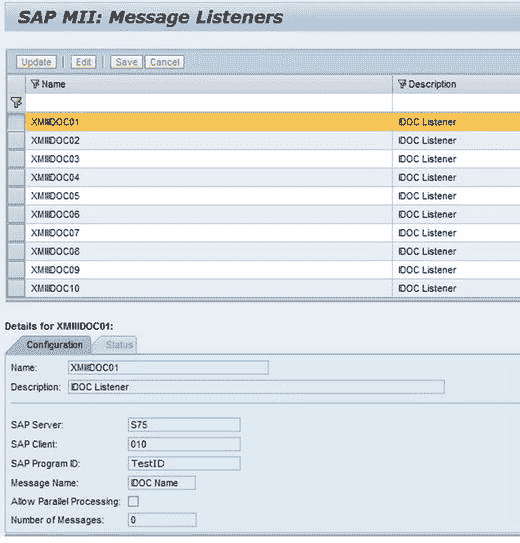 SAP MII: Message Listeners
Update Edit Save Cancel
Name Description
XMIIIDOC01 IDOC Listener
XMIIIDOC02 IDOC Listener
XMIIIDOC03 IDOC Listener
XMIIIDOC04 IDOC Listener
XMIIIDOC05 IDOC Listener
XMIIIDOC06 IDOC Listener
XMIIIDOC07 IDOC Listener
XMIIIDOC08 IDOC Listener
XMIIIDOC09 IDOC Listener
XMIIIDOC10 IDOC Listener
Details for XMIIIDOC01:
Configuration Status
Name: XMIIIDOC01
Description: IDOC Listener
SAP Server: S75
SAP Client: 010
SAP Program ID: TestID
Message Name: IDOC Name
Allow Parallel Processing:
Number of Messages: 0